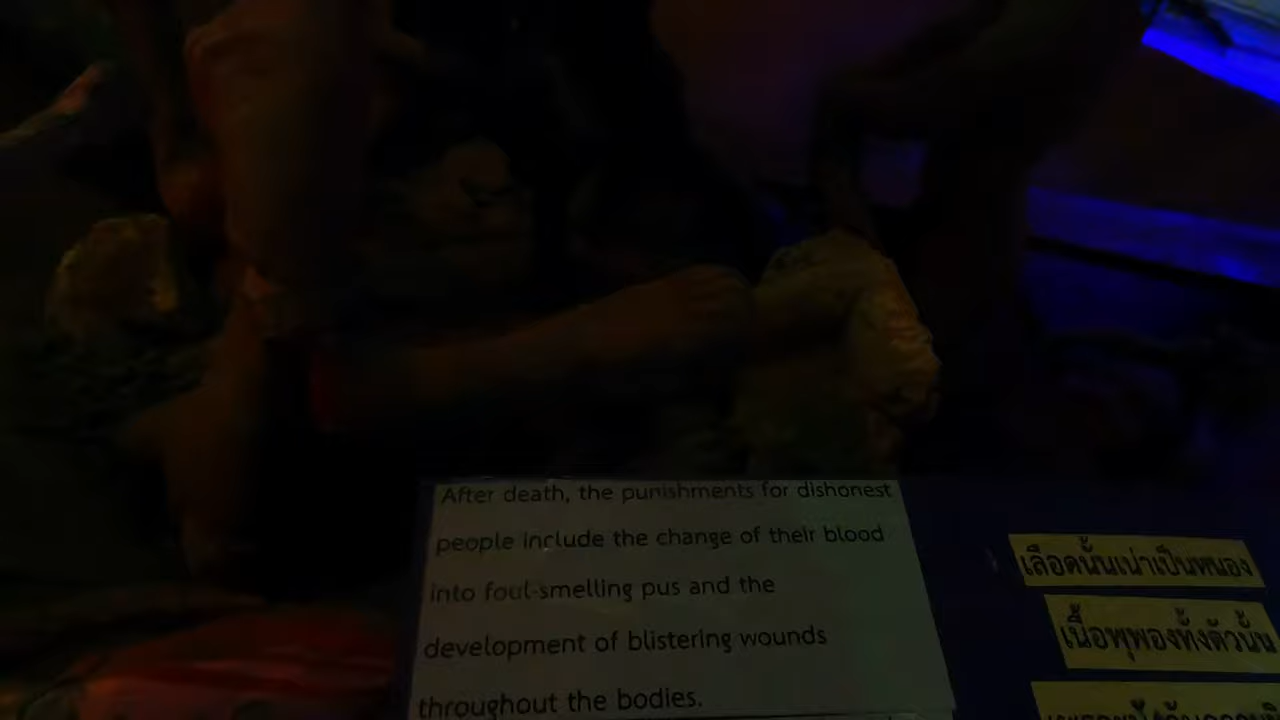 After death, the punishments for dishonest
people include the change of their blood
into foul-smelling pus and the
development of blistering wounds
throughout the bodies.
เลือดนั้นเน่าเป็นหนอง
เนื้อพุพองทั้งตัวนั้น